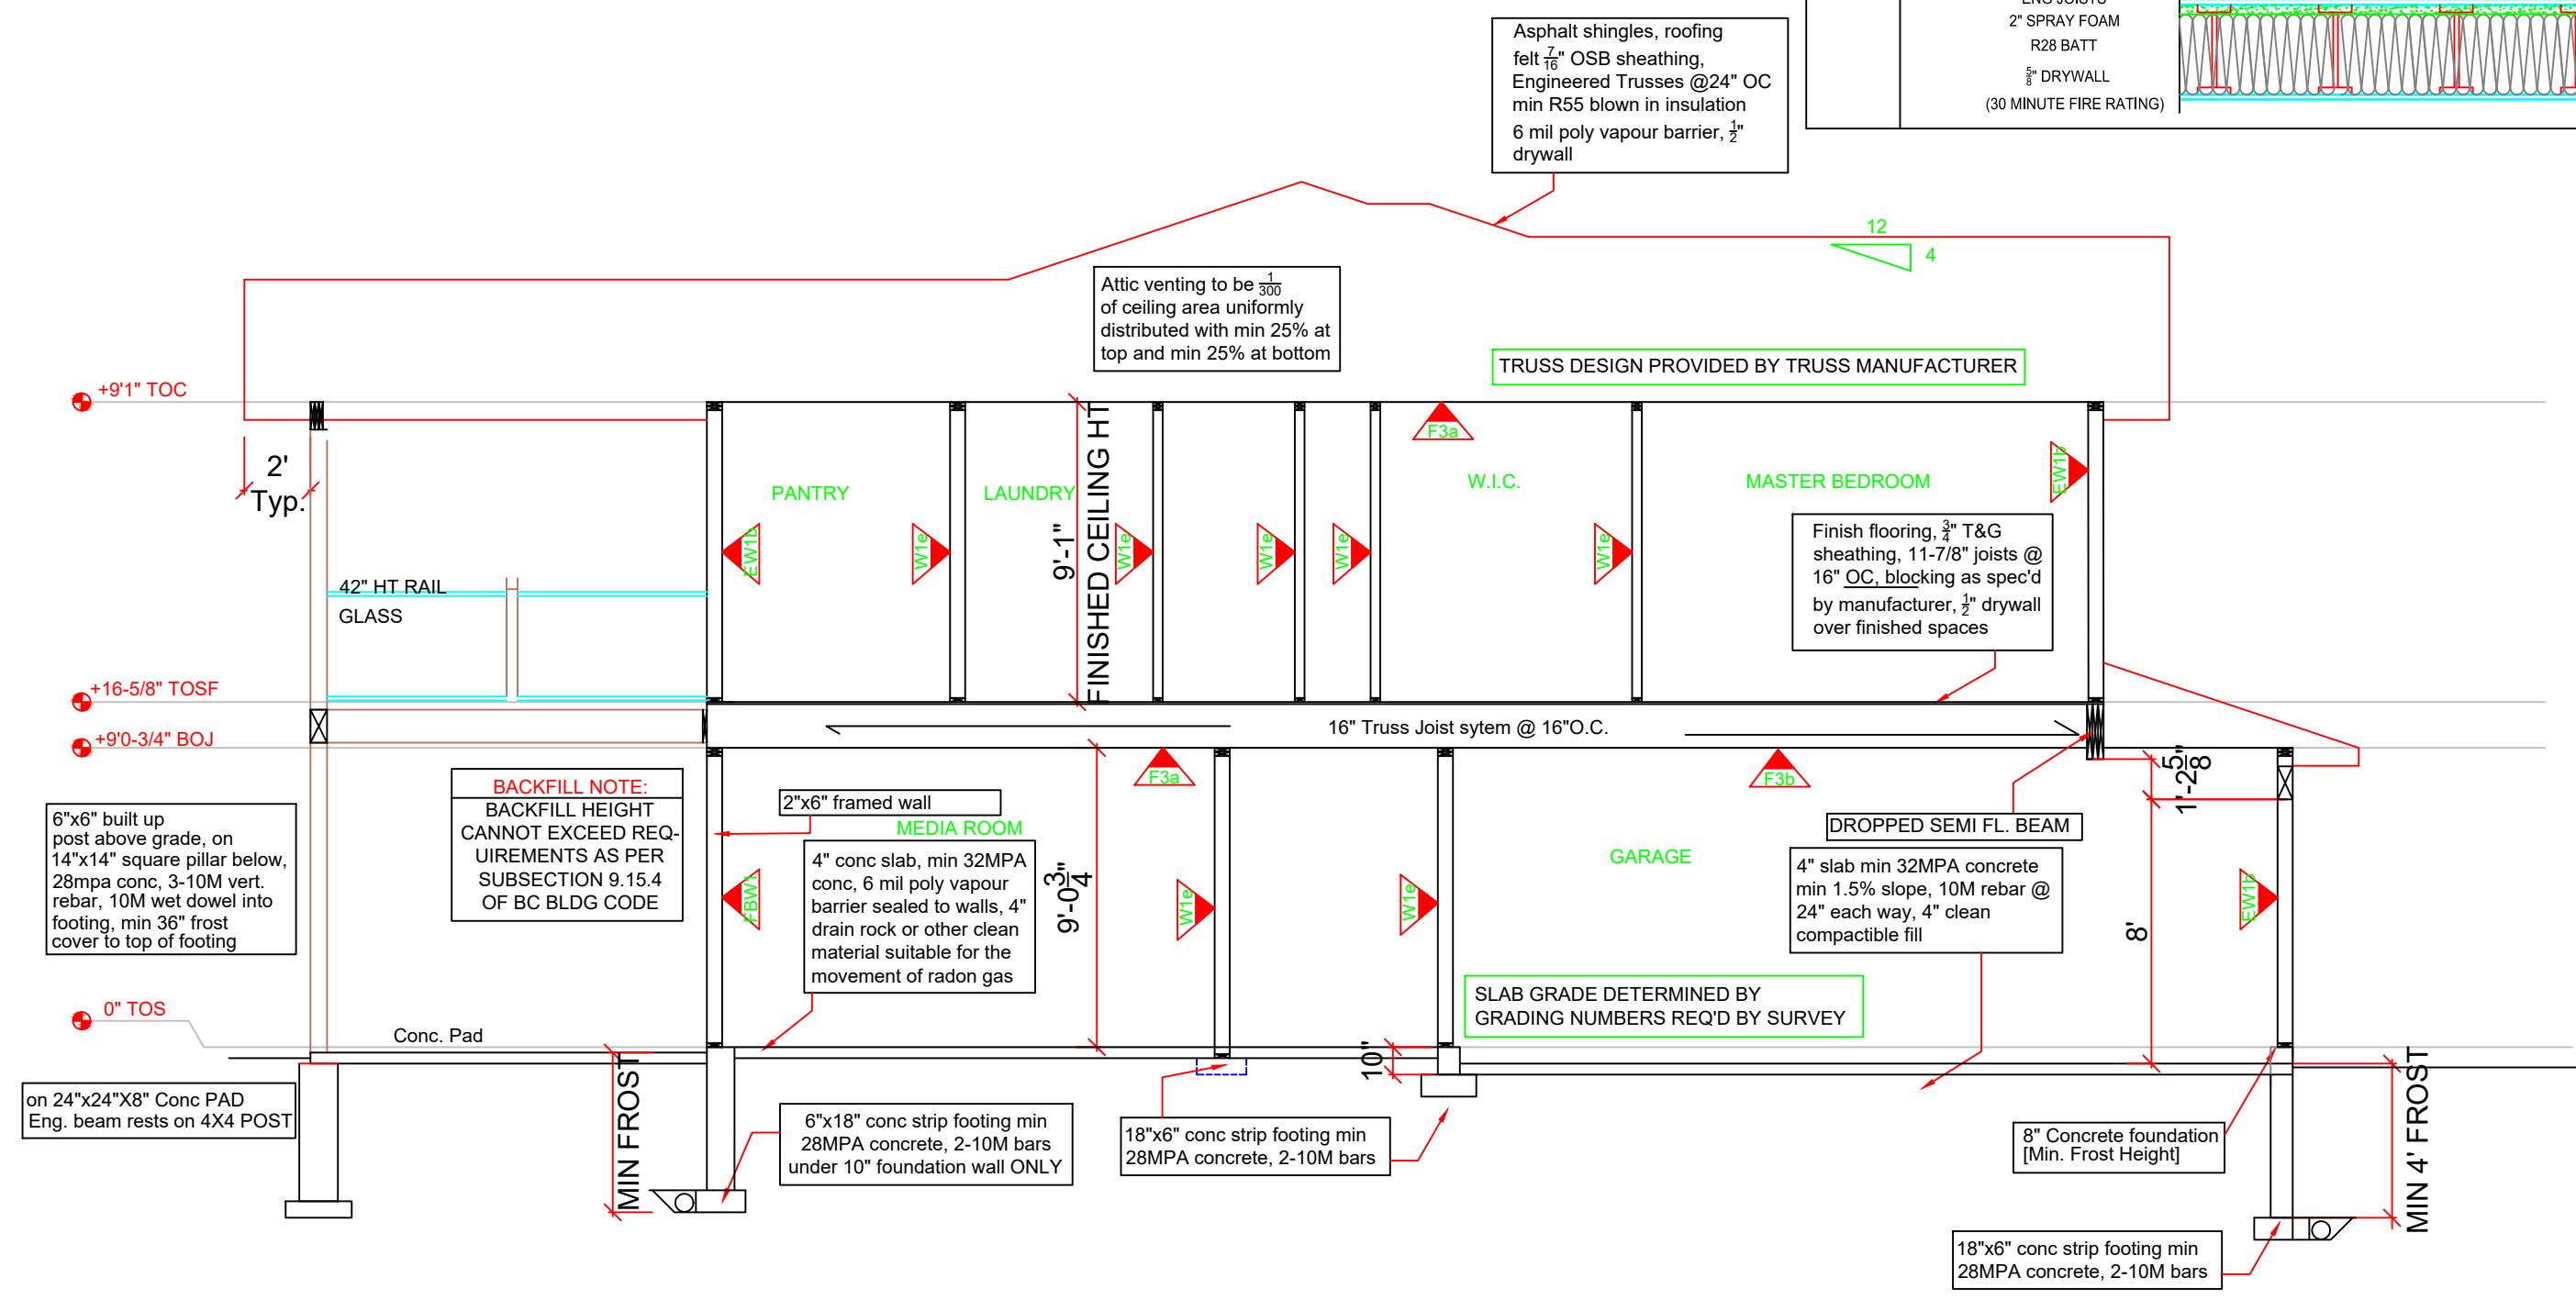 ENG JOISTS
2" SPRAY FOAM
R28 BATT
5/8" DRYWALL
(30 MINUTE FIRE RATING)
Asphalt shingles, roofing
felt 7/16" OSB sheathing,
Engineered Trusses @24" OC
min R55 blown in insulation
6 mil poly vapour barrier, 1/2"
drywall
12
4
Attic venting to be 1/300
of ceiling area uniformly
distributed with min 25% at
top and min 25% at bottom
TRUSS DESIGN PROVIDED BY TRUSS MANUFACTURER
+9'1" TOC
2'
Typ.
PANTRY
LAUNDRY
9'-1"
FINISHED CEILING HT
F3a
W.I.C.
MASTER BEDROOM
EW1b
EW1b
W1e
W1e
W1e
W1e
W1e
Finish flooring, 3/4" T&G
sheathing, 11-7/8" joists @
16" OC, blocking as spec'd
by manufacturer, 1/2" drywall
over finished spaces
42" HT RAIL
GLASS
+16-5/8" TOSF
+9'0-3/4" BOJ
16" Truss Joist sytem @ 16"O.C.
F3a
F3b
1'-2 5/8"
BACKFILL NOTE:
BACKFILL HEIGHT
CANNOT EXCEED REQ-
UIREMENTS AS PER
SUBSECTION 9.15.4
OF BC BLDG CODE
2"x6" framed wall
MEDIA ROOM
DROPPED SEMI FL. BEAM
GARAGE
6"x6" built up
post above grade, on
14"x14" square pillar below,
28mpa conc, 3-10M vert.
rebar, 10M wet dowel into
footing, min 36" frost
cover to top of footing
4" conc slab, min 32MPA
conc, 6 mil poly vapour
barrier sealed to walls, 4"
drain rock or other clean
material suitable for the
movement of radon gas
9'-0 3/4"
FBW1
W1e
W1e
4" slab min 32MPA concrete
min 1.5% slope, 10M rebar @
24" each way, 4" clean
compactible fill
8'
EW1b
SLAB GRADE DETERMINED BY
GRADING NUMBERS REQ'D BY SURVEY
0" TOS
Conc. Pad
10"
MIN FROST
MIN 4' FROST
on 24"x24"X8" Conc PAD
Eng. beam rests on 4X4 POST
6"x18" conc strip footing min
28MPA concrete, 2-10M bars
under 10" foundation wall ONLY
18"x6" conc strip footing min
28MPA concrete, 2-10M bars
8" Concrete foundation
[Min. Frost Height]
18"x6" conc strip footing min
28MPA concrete, 2-10M bars